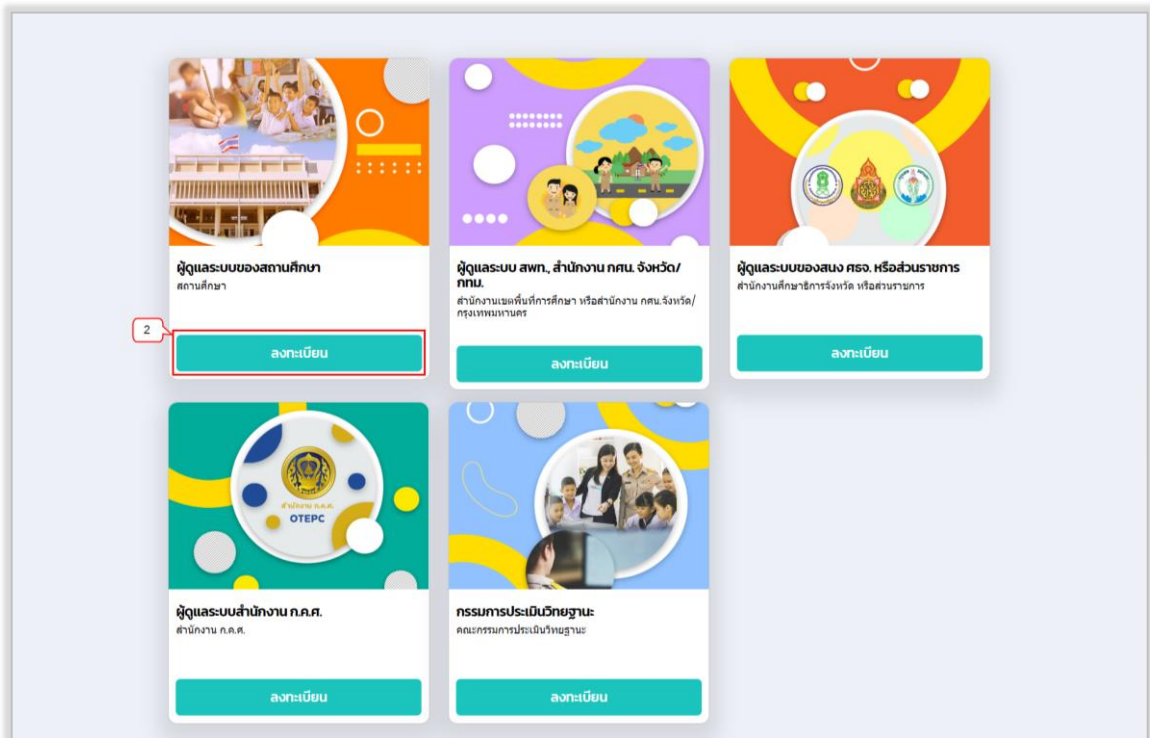 ผู้ดูแลระบบของสถานศึกษา
สถานศึกษา
2
ลงทะเบียน
ผู้ดูแลระบบ สพท., สำนักงาน กศน. จังหวัด/
กทม.
สำนักงานเขตพื้นที่การศึกษา หรือสำนักงาน กศน.จังหวัด/
กรุงเทพมหานคร
ลงทะเบียน
ผู้ดูแลระบบของสนง ศธจ. หรือส่วนราชการ
สำนักงานศึกษาธิการจังหวัด หรือส่วนราชการ
ลงทะเบียน
สำนักงาน ก.ค.ศ.
OTEPC
ผู้ดูแลระบบสำนักงาน ก.ค.ศ.
สำนักงาน ก.ค.ศ.
ลงทะเบียน
กรรมการประเมินวิทยฐานะ
คณะกรรมการประเมินวิทยฐานะ
ลงทะเบียน